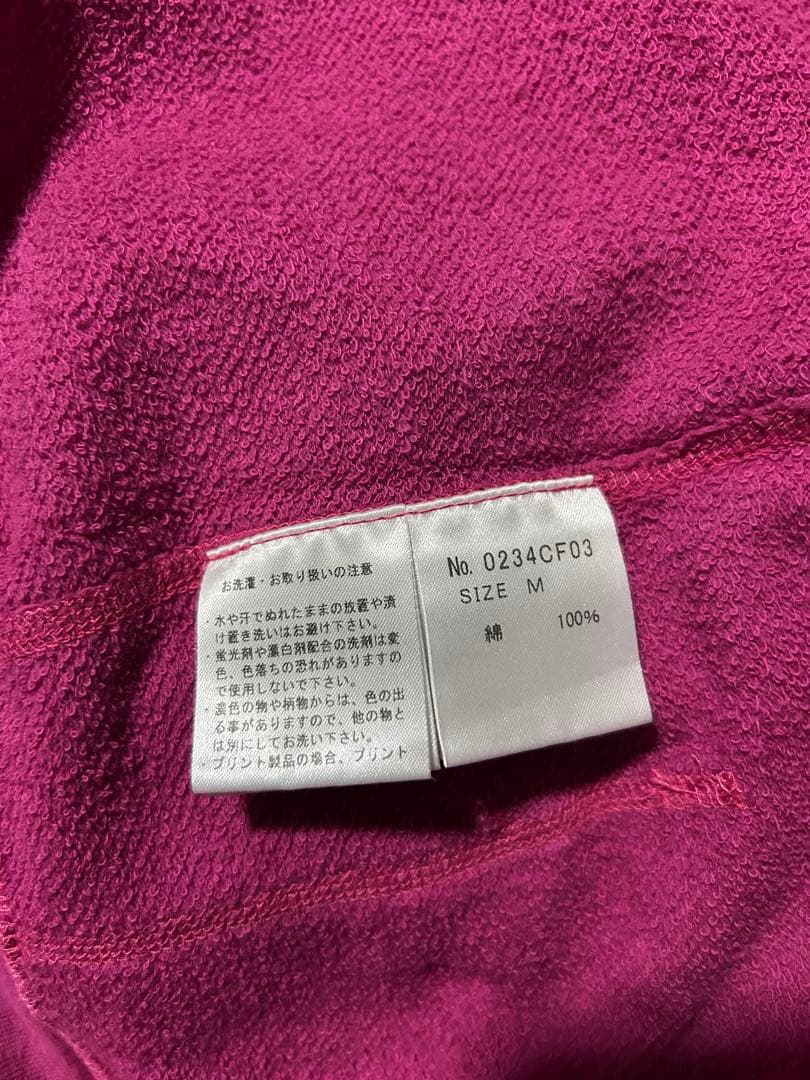 お洗濯・お取り扱いの注意
・水や汗でぬれたままの放置や漬
け置き洗いはお避け下さい。
・蛍光剤や漂白剤配合の洗剤は変
色、色落ちの恐れがありますの
で使用しないで下さい。
・濃色の物や柄物からは、色の出
る事がありますので、他の物と
は別にしてお洗い下さい。
・プリント製品の場合、プリント
No. 0234CF03
SIZE M
綿 100%